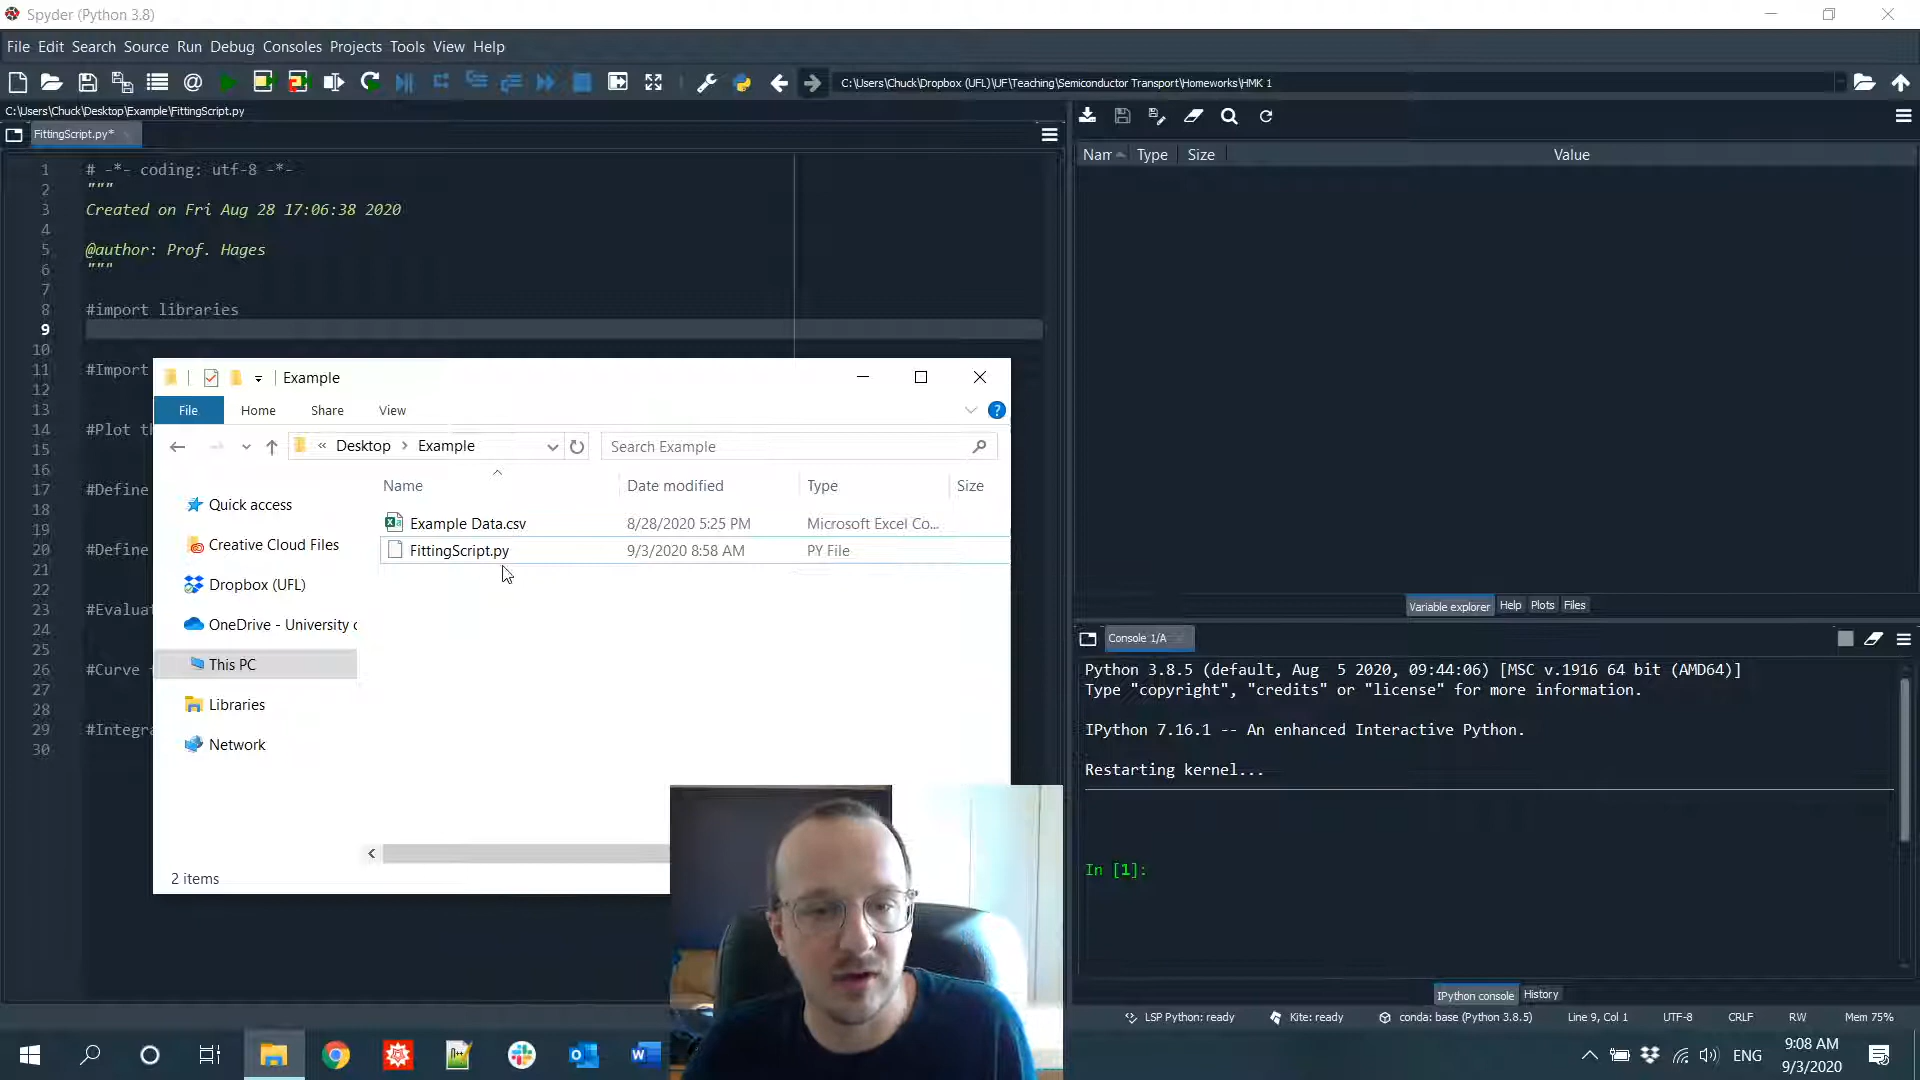 Spyder (Python 3.8)
File Edit Search Source Run Debug Consoles Projects Tools View Help
C:\Users\Chuck\Dropbox (UFL)\UF\Teaching\Semiconductor Transport\Homeworks\HMK 1
C:\Users\Chuck\Desktop\Example\FittingScript.py
FittingScript.py*
1 # -*- coding: utf-8 -*-
2 """
3 Created on Fri Aug 28 17:06:38 2020
4
5 @author: Prof. Hages
6 """
7
8 #import libraries
9
10
11 #Import
12
13
14 #Plot th
15
16
17 #Define
18
19
20 #Define
21
22
23 #Evaluat
24
25
26 #Curve
27
28
29 #Integra
30
Example
File Home Share View
« Desktop > Example
Search Example
Name Date modified Type Size
Example Data.csv 8/28/2020 5:25 PM Microsoft Excel Co...
FittingScript.py 9/3/2020 8:58 AM PY File
Quick access
Creative Cloud Files
Dropbox (UFL)
OneDrive - University
This PC
Libraries
Network
2 items
Nam Type Size Value
Variable explorer Help Plots Files
Console 1/A
Python 3.8.5 (default, Aug  5 2020, 09:44:06) [MSC v.1916 64 bit (AMD64)]
Type "copyright", "credits" or "license" for more information.
IPython 7.16.1 -- An enhanced Interactive Python.
Restarting kernel...
In [1]:
IPython console History
LSP Python: ready Kite: ready conda: base (Python 3.8.5) Line 9, Col 1 UTF-8 CRLF RW Mem 75%
ENG
9:08 AM
9/3/2020